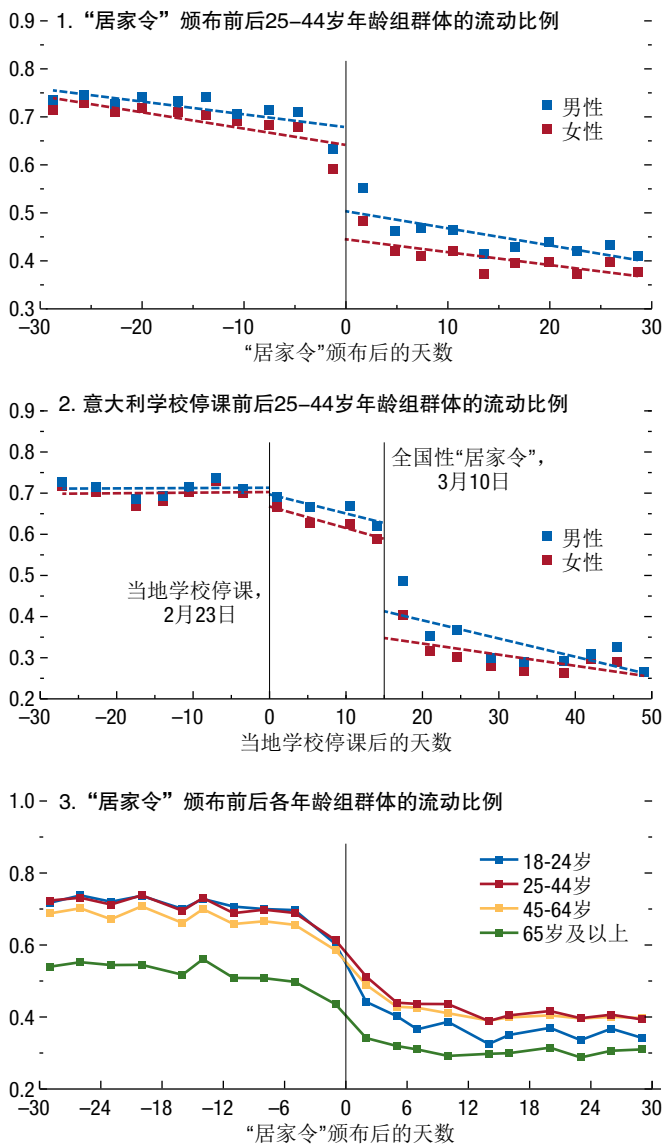 1. “居家令”颁布前后25–44岁年龄组群体的流动比例
0.9
0.8
0.7
0.6
0.5
0.4
0.3
男性
女性
–30
–20
–10
0
10
20
30
“居家令”颁布后的天数
2. 意大利学校停课前后25–44岁年龄组群体的流动比例
0.9
0.8
0.7
0.6
0.5
0.4
0.3
0.2
全国性“居家令”，
3月10日
男性
女性
当地学校停课，
2月23日
–30
–20
–10
0
10
20
30
40
50
当地学校停课后的天数
3. “居家令”颁布前后各年龄组群体的流动比例
1.0
0.8
0.6
0.4
0.2
18-24岁
25-44岁
45-64岁
65岁及以上
–30
–24
–18
–12
–6
0
6
12
18
24
30
“居家令”颁布后的天数